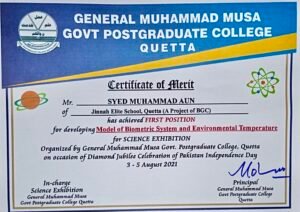 GENERAL MUHAMMAD MUSA
GOVT POSTGRADUATE COLLEGE
QUETTA
Certificate of Merit
Mr. SYED MUHAMMAD AUN
of Jinnah Elite School, Quetta (A Project of BGC)
has achieved FIRST POSITION
for developing Model of Biometric System and Environmental Temperature
for SCIENCE EXHIBITION
Organized by General Muhammad Musa Govt. Postgraduate College, Quetta
on occasion of Diamond Jubilee Celebration of Pakistan Independence Day
3 - 5 August 2021
In-charge
Science Exhibition
General Muhammad Musa
Govt Postgraduate College Quetta
Principal
General Muhammad Musa
Govt Postgraduate College Quetta